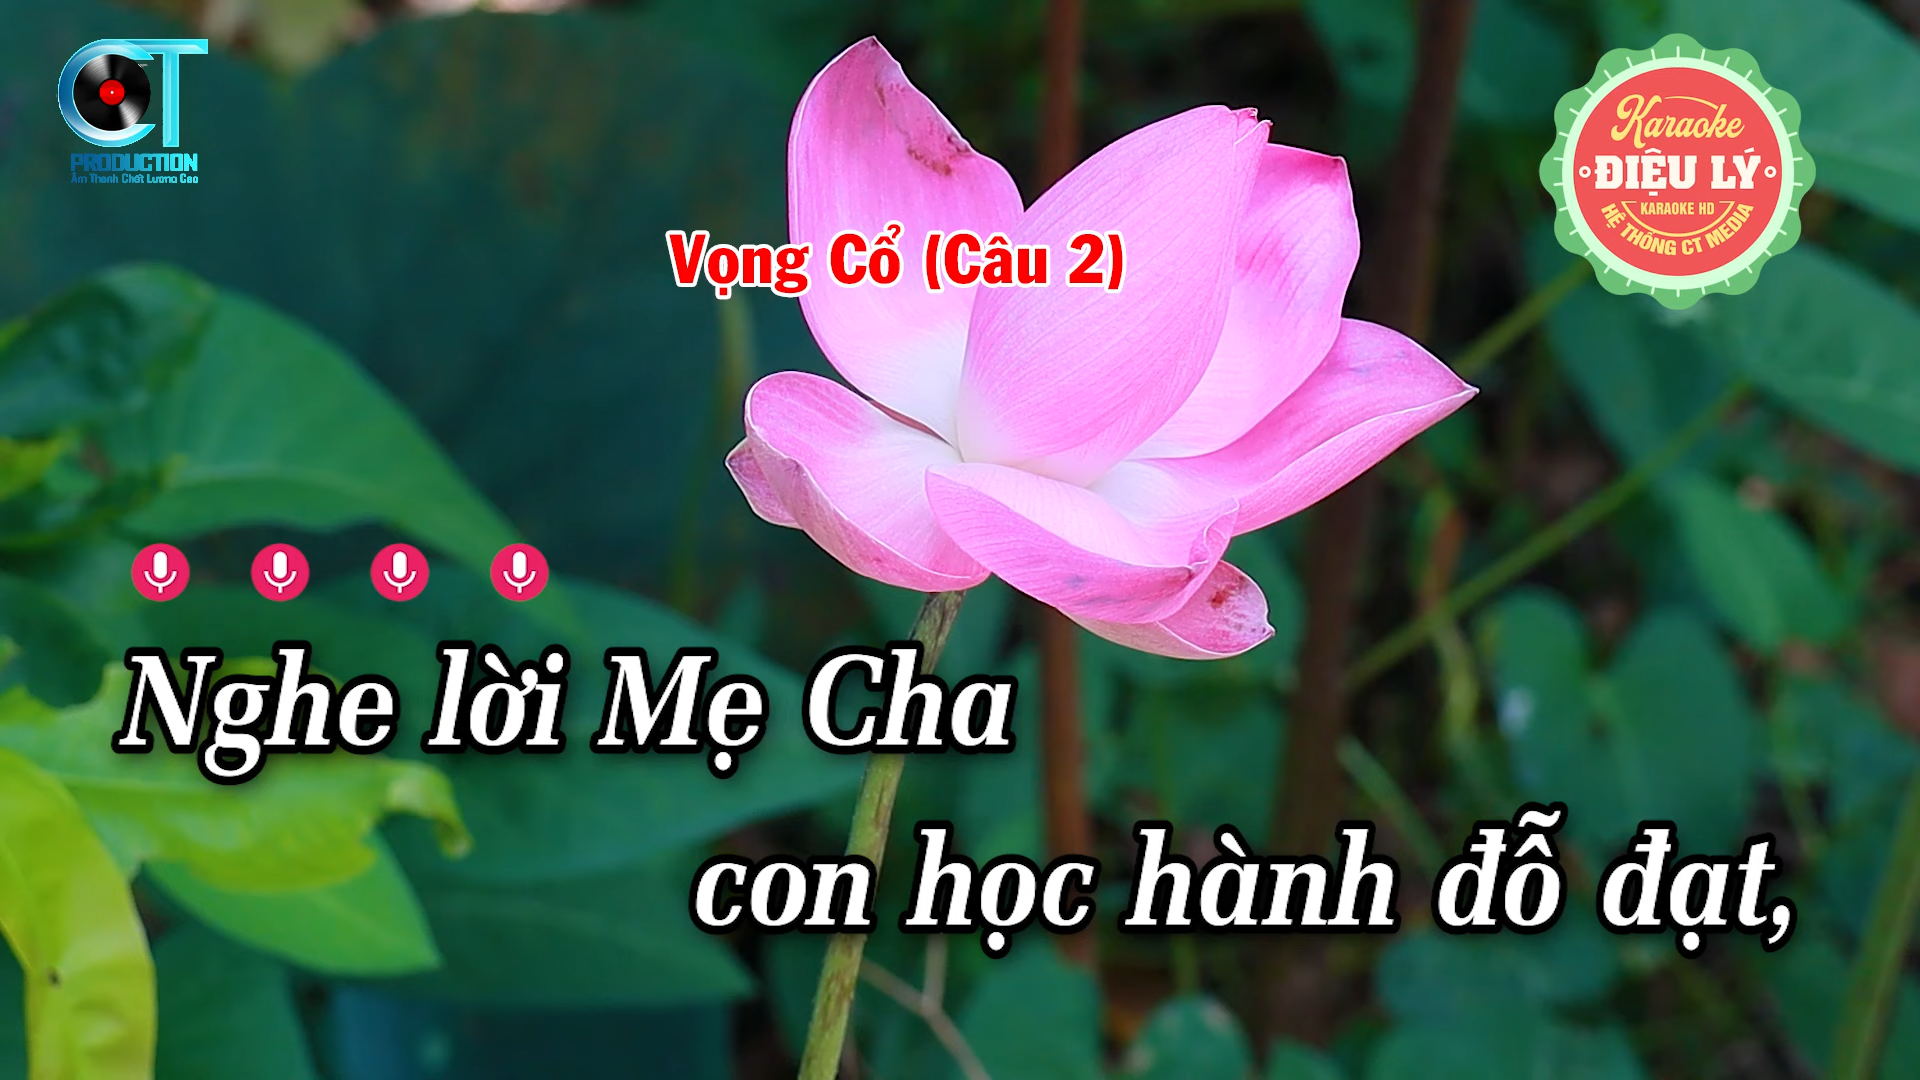 CT
PRODUCTION
Âm Thanh Chất Lượng Cao
Karaoke
ĐIỆU LÝ
KARAOKE HD
HỆ THỐNG CT MEDIA
Vọng Cổ (Câu 2)
Nghe lời Mẹ Cha
con học hành đỗ đạt,